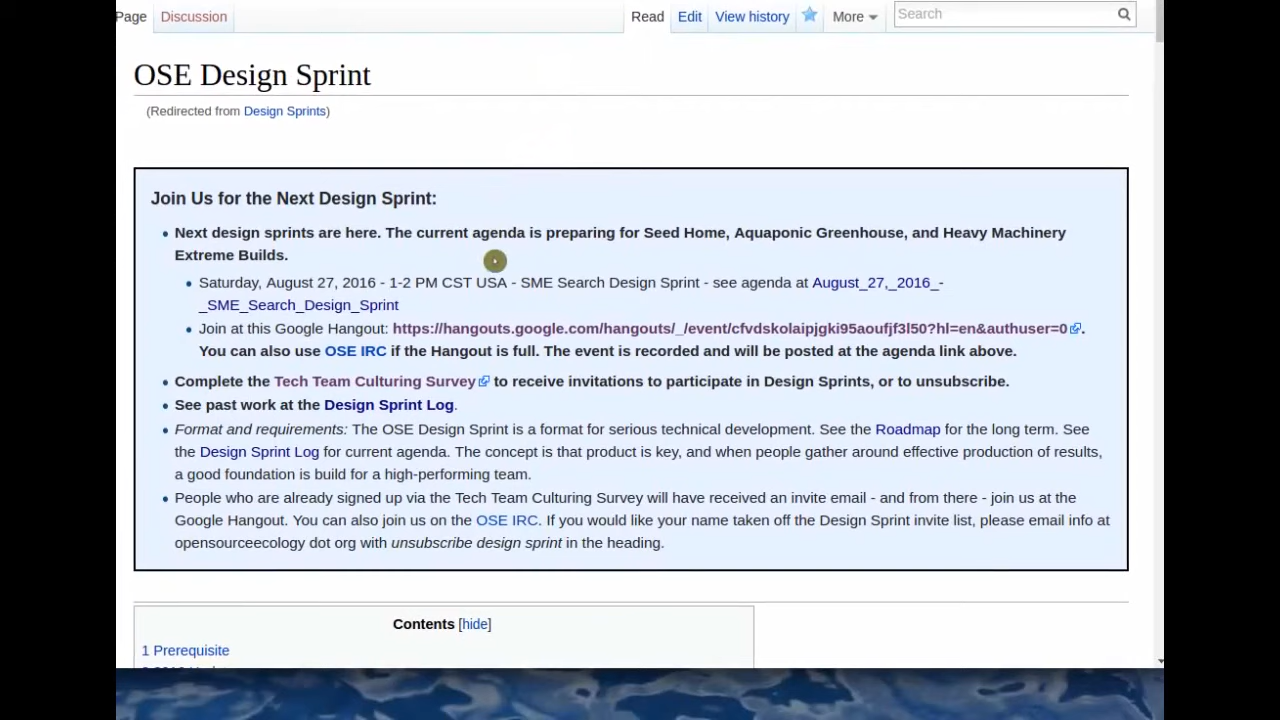 Page Discussion Read Edit View history More Search
OSE Design Sprint
(Redirected from Design Sprints)
Join Us for the Next Design Sprint:
Next design sprints are here. The current agenda is preparing for Seed Home, Aquaponic Greenhouse, and Heavy Machinery
Extreme Builds.
Saturday, August 27, 2016 - 1-2 PM CST USA - SME Search Design Sprint - see agenda at August_27,_2016_-
_SME_Search_Design_Sprint
Join at this Google Hangout: https://hangouts.google.com/hangouts/_/event/cfvdskolaipjgki95aoufjf3l50?hl=en&authuser=0.
You can also use OSE IRC if the Hangout is full. The event is recorded and will be posted at the agenda link above.
Complete the Tech Team Culturing Survey to receive invitations to participate in Design Sprints, or to unsubscribe.
See past work at the Design Sprint Log.
Format and requirements: The OSE Design Sprint is a format for serious technical development. See the Roadmap for the long term. See
the Design Sprint Log for current agenda. The concept is that product is key, and when people gather around effective production of results,
a good foundation is build for a high-performing team.
People who are already signed up via the Tech Team Culturing Survey will have received an invite email - and from there - join us at the
Google Hangout. You can also join us on the OSE IRC. If you would like your name taken off the Design Sprint invite list, please email info at
opensourceecology dot org with unsubscribe design sprint in the heading.
Contents [hide]
1 Prerequisite